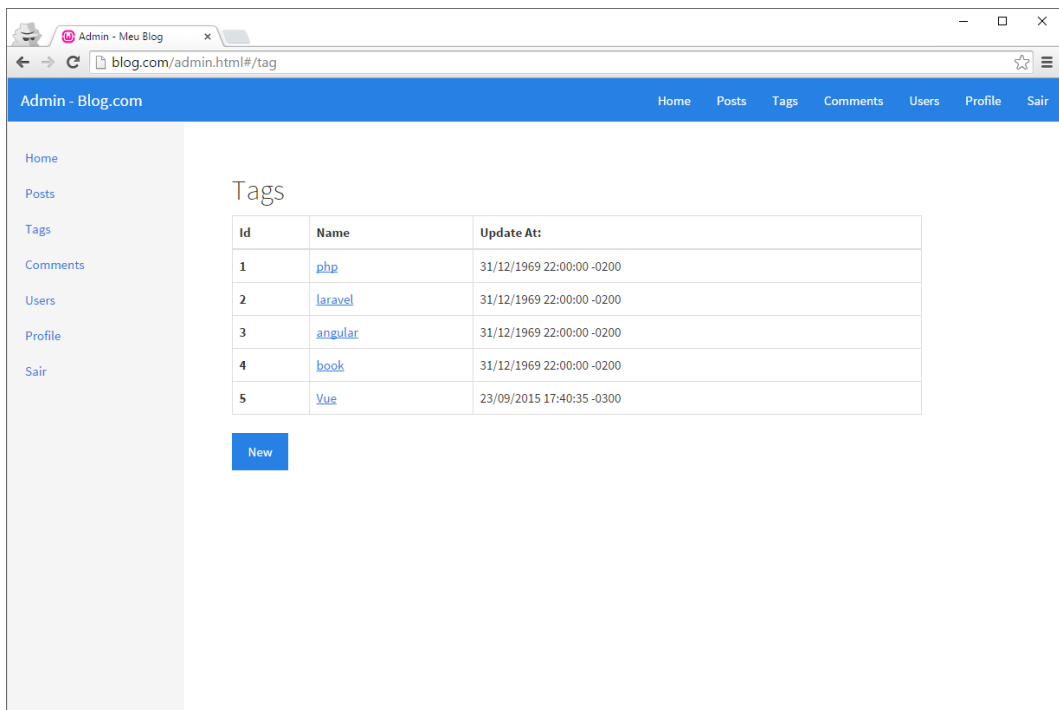 Admin - Meu Blog
blog.com/admin.html#/tag
Admin - Blog.com Home Posts Tags Comments Users Profile Sair
Home
Posts
Tags
Comments
Users
Profile
Sair
Tags
Id Name Update At:
1 php 31/12/1969 22:00:00 -0200
2 laravel 31/12/1969 22:00:00 -0200
3 angular 31/12/1969 22:00:00 -0200
4 book 31/12/1969 22:00:00 -0200
5 Vue 23/09/2015 17:40:35 -0300
New